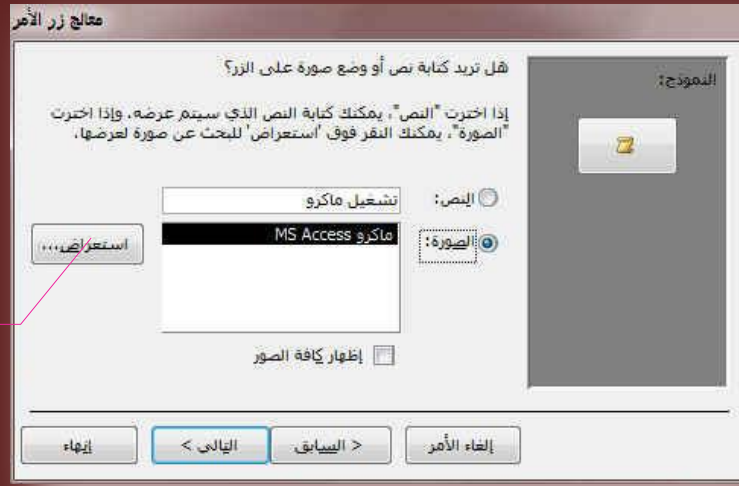 معالج زر الأمر
النموذج:
هل تريد كتابة نص أو وضع صورة على الزر؟
إذا اخترت "النص"، يمكنك كتابة النص الذي سيتم عرضه. وإذا اخترت
"الصورة"، يمكنك النقر فوق 'استعراض' للبحث عن صورة لعرضها.
النص: تشغيل ماكرو
الصورة: ماكرو MS Access استعراض...
إظهار كافة الصور
إلغاء الأمر < السابق التالي > إنهاء